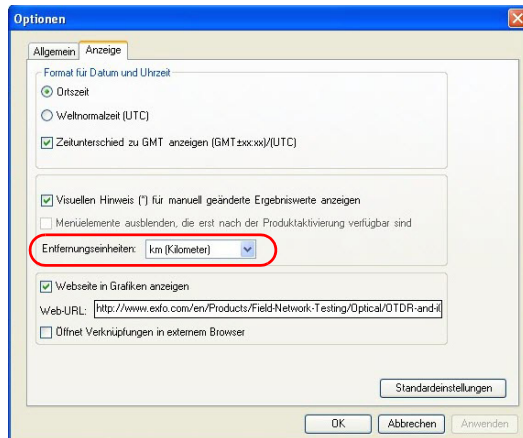 Optionen
Allgemein Anzeige
Format für Datum und Uhrzeit
Ortszeit
Weltnormalzeit (UTC)
Zeitunterschied zu GMT anzeigen (GMT±xx:xx)/(UTC)
Visuellen Hinweis (*) für manuell geänderte Ergebniswerte anzeigen
Menüelemente ausblenden, die erst nach der Produktaktivierung verfügbar sind
Entfernungseinheiten: km (Kilometer)
Webseite in Grafiken anzeigen
Web-URL: http://www.exfo.com/en/Products/Field-Network-Testing/Optical/OTDR-and-iO
Öffnet Verknüpfungen in externem Browser
Standardeinstellungen
OK Abbrechen Anwenden